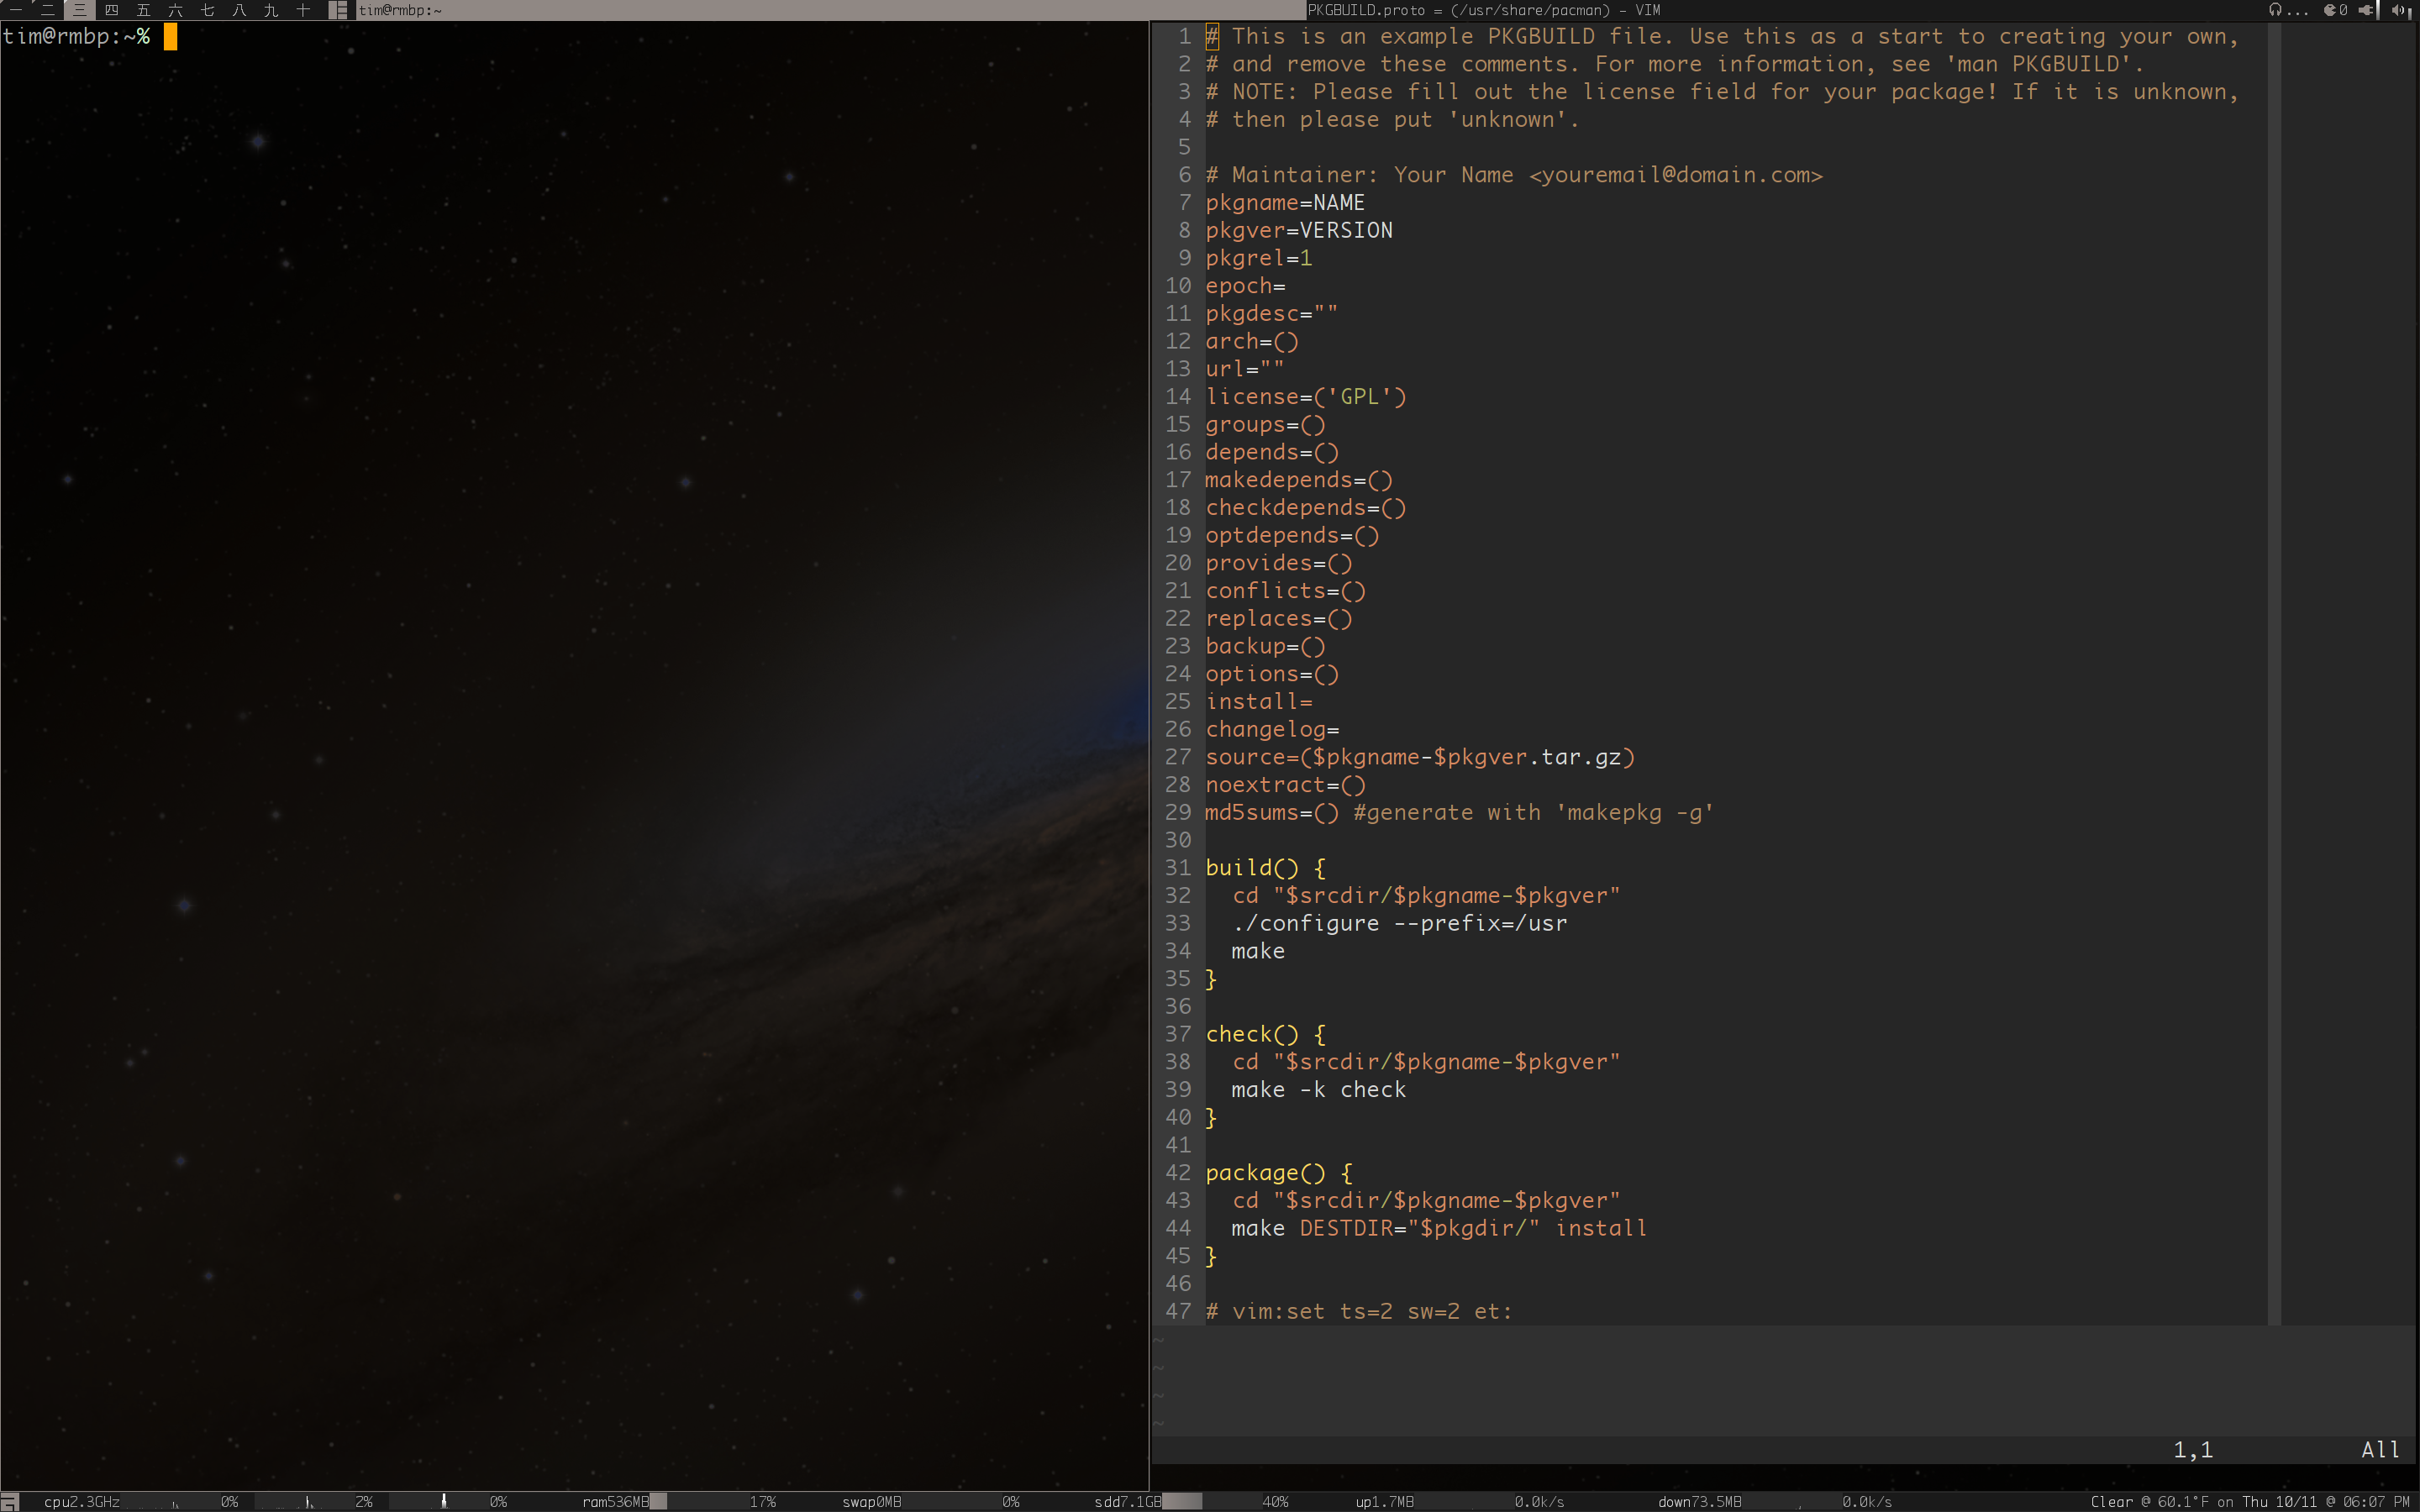 一 二 三 四 五 六 七 八 九 十 tim@rmbp:~ PKGBUILD.proto = (/usr/share/pacman) - VIM ... 0
tim@rmbp:~%
1 # This is an example PKGBUILD file. Use this as a start to creating your own,
2 # and remove these comments. For more information, see 'man PKGBUILD'.
3 # NOTE: Please fill out the license field for your package! If it is unknown,
4 # then please put 'unknown'.
5
6 # Maintainer: Your Name <youremail@domain.com>
7 pkgname=NAME
8 pkgver=VERSION
9 pkgrel=1
10 epoch=
11 pkgdesc=""
12 arch=()
13 url=""
14 license=('GPL')
15 groups=()
16 depends=()
17 makedepends=()
18 checkdepends=()
19 optdepends=()
20 provides=()
21 conflicts=()
22 replaces=()
23 backup=()
24 options=()
25 install=
26 changelog=
27 source=($pkgname-$pkgver.tar.gz)
28 noextract=()
29 md5sums=() #generate with 'makepkg -g'
30
31 build() {
32   cd "$srcdir/$pkgname-$pkgver"
33   ./configure --prefix=/usr
34   make
35 }
36
37 check() {
38   cd "$srcdir/$pkgname-$pkgver"
39   make -k check
40 }
41
42 package() {
43   cd "$srcdir/$pkgname-$pkgver"
44   make DESTDIR="$pkgdir/" install
45 }
46
47 # vim:set ts=2 sw=2 et:
~
~
~
~
1,1 All
cpu2.3GHz 0% 2% 0% ram536MB 17% swap0MB 0% sdd7.1GB 40% up1.7MB 0.0k/s down73.5MB 0.0k/s Clear @ 60.1°F on Thu 10/11 @ 06:07 PM